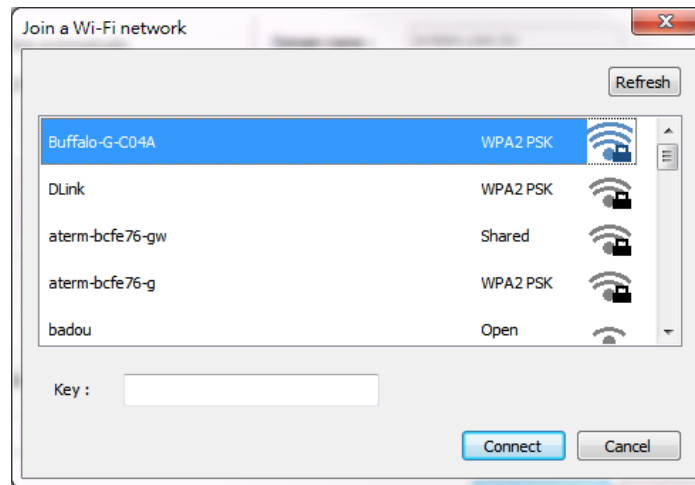 Join a Wi-Fi network
Refresh
Buffalo-G-C04A WPA2 PSK
DLink WPA2 PSK
aterm-bcfe76-gw Shared
aterm-bcfe76-g WPA2 PSK
badou Open
Key :
Connect Cancel